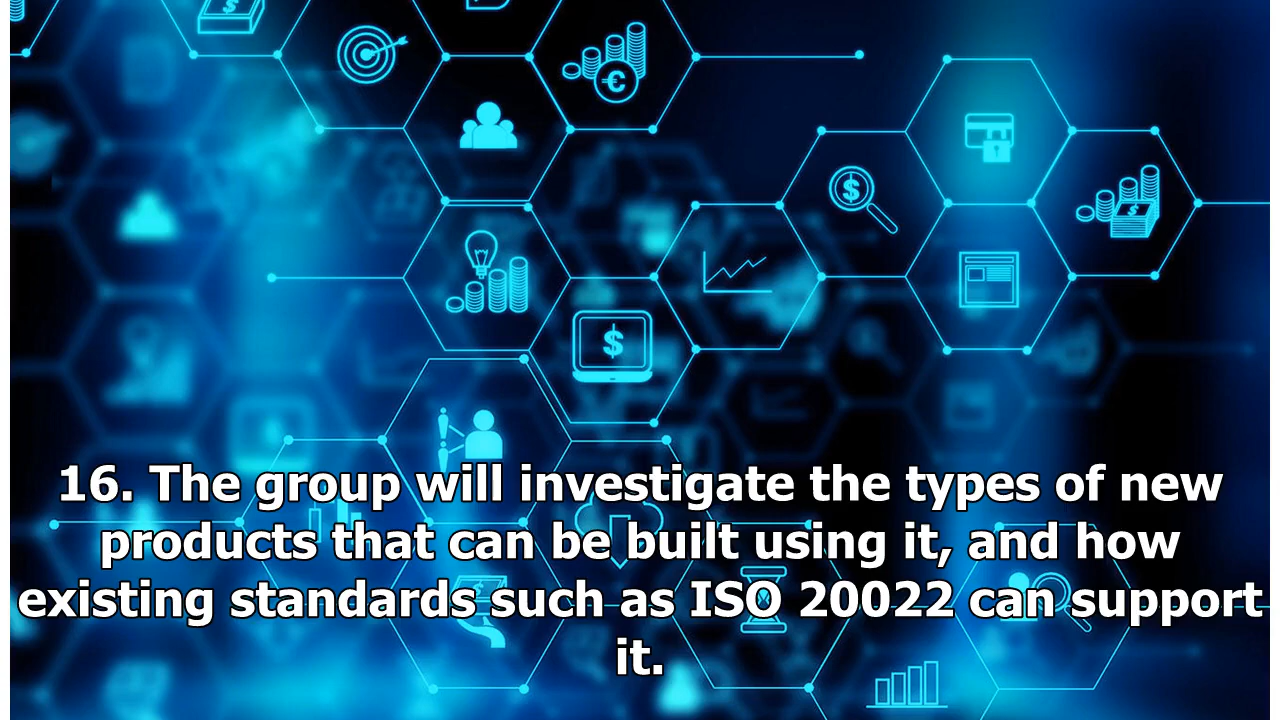 16. The group will investigate the types of new
products that can be built using it, and how
existing standards such as ISO 20022 can support
it.